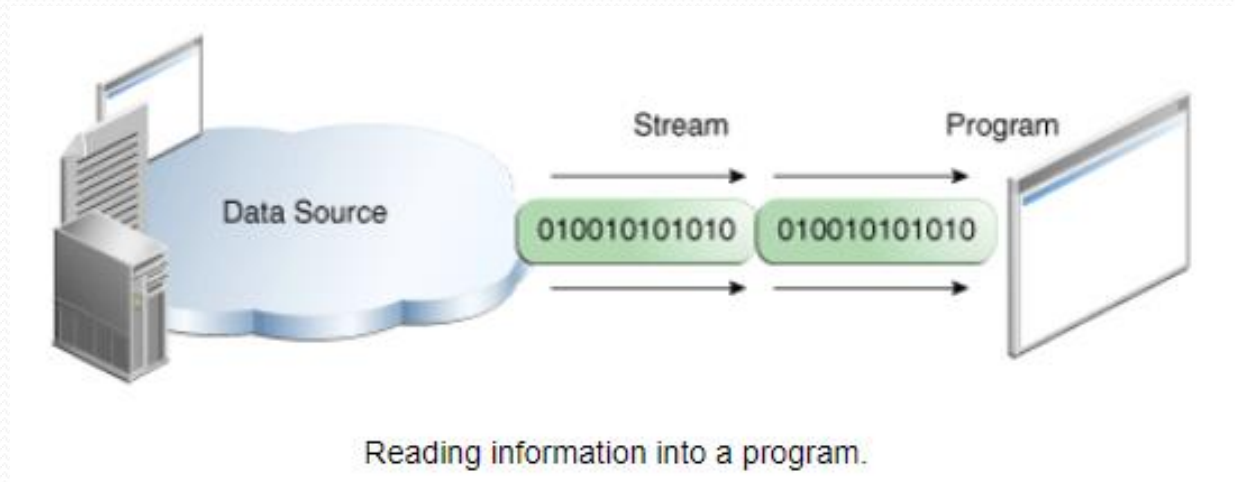 Stream
Program
Data Source
010010101010
010010101010
Reading information into a program.